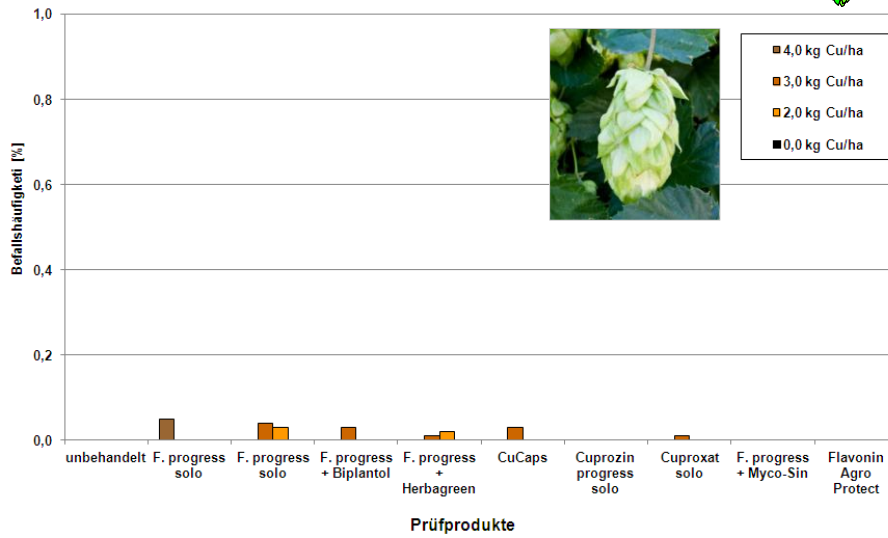 1,0
0,8
0,6
0,4
0,2
0,0
Befallshäufigketi [%]
4,0 kg Cu/ha
3,0 kg Cu/ha
2,0 kg Cu/ha
0,0 kg Cu/ha
unbehandelt
F. progress
solo
F. progress
solo
F. progress
+ Biplantol
F. progress
+
Herbagreen
CuCaps
Cuprozin
progress
solo
Cuproxat
solo
F. progress
+ Myco-Sin
Flavonin
Agro
Protect
Prüfprodukte